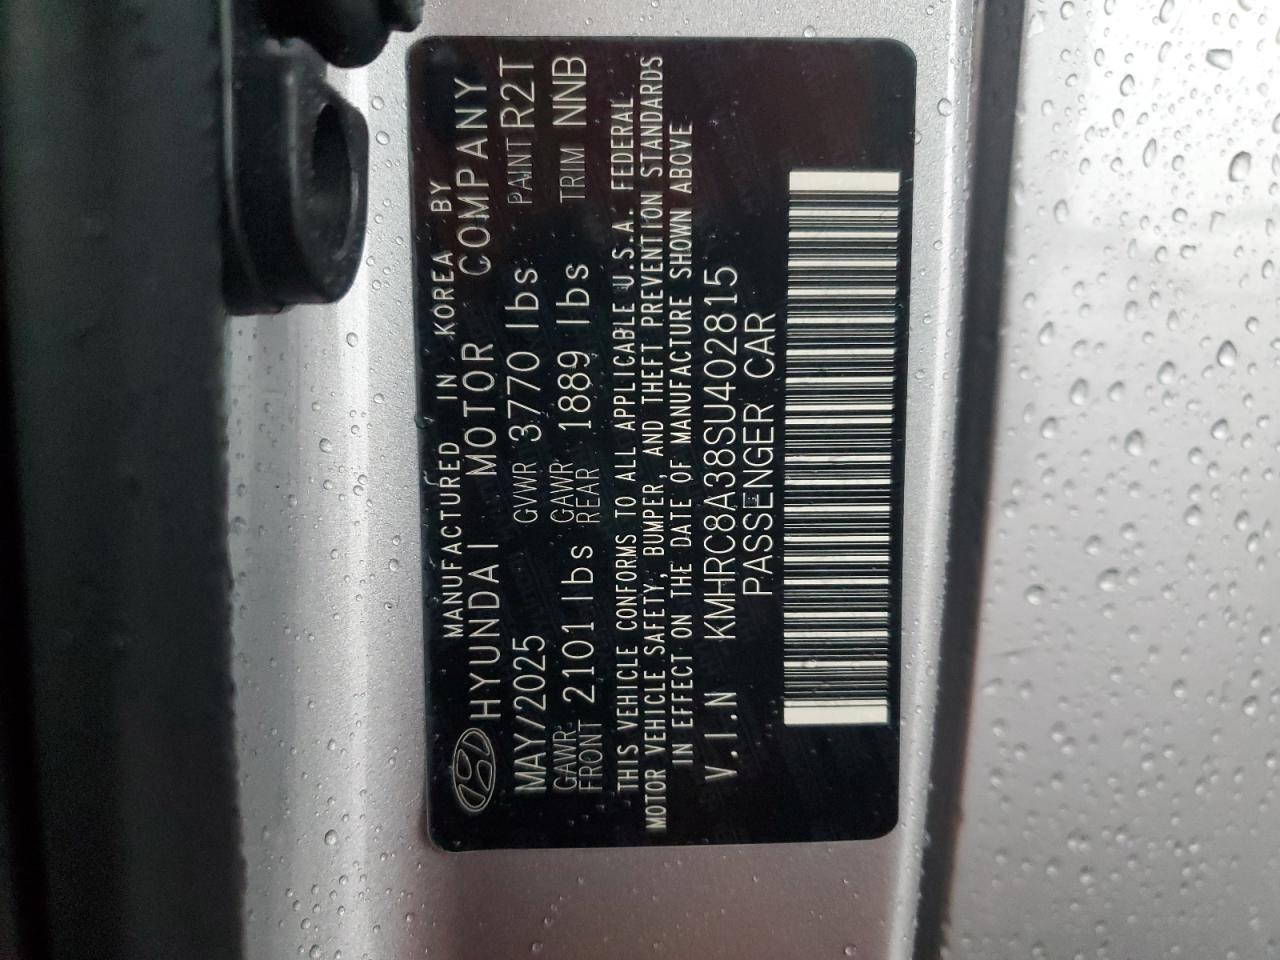 MANUFACTURED IN KOREA BY
HYUNDAI MOTOR COMPANY
MAY/2025 GVWR 3770 lbs PAINT R2T
GAWR FRONT 2101 lbs GAWR REAR 1889 lbs TRIM NNB
THIS VEHICLE CONFORMS TO ALL APPLICABLE U.S.A. FEDERAL
MOTOR VEHICLE SAFETY, BUMPER, AND THEFT PREVENTION STANDARDS
IN EFFECT ON THE DATE OF MANUFACTURE SHOWN ABOVE
V.I.N KMHRC8A38SU402815
PASSENGER CAR